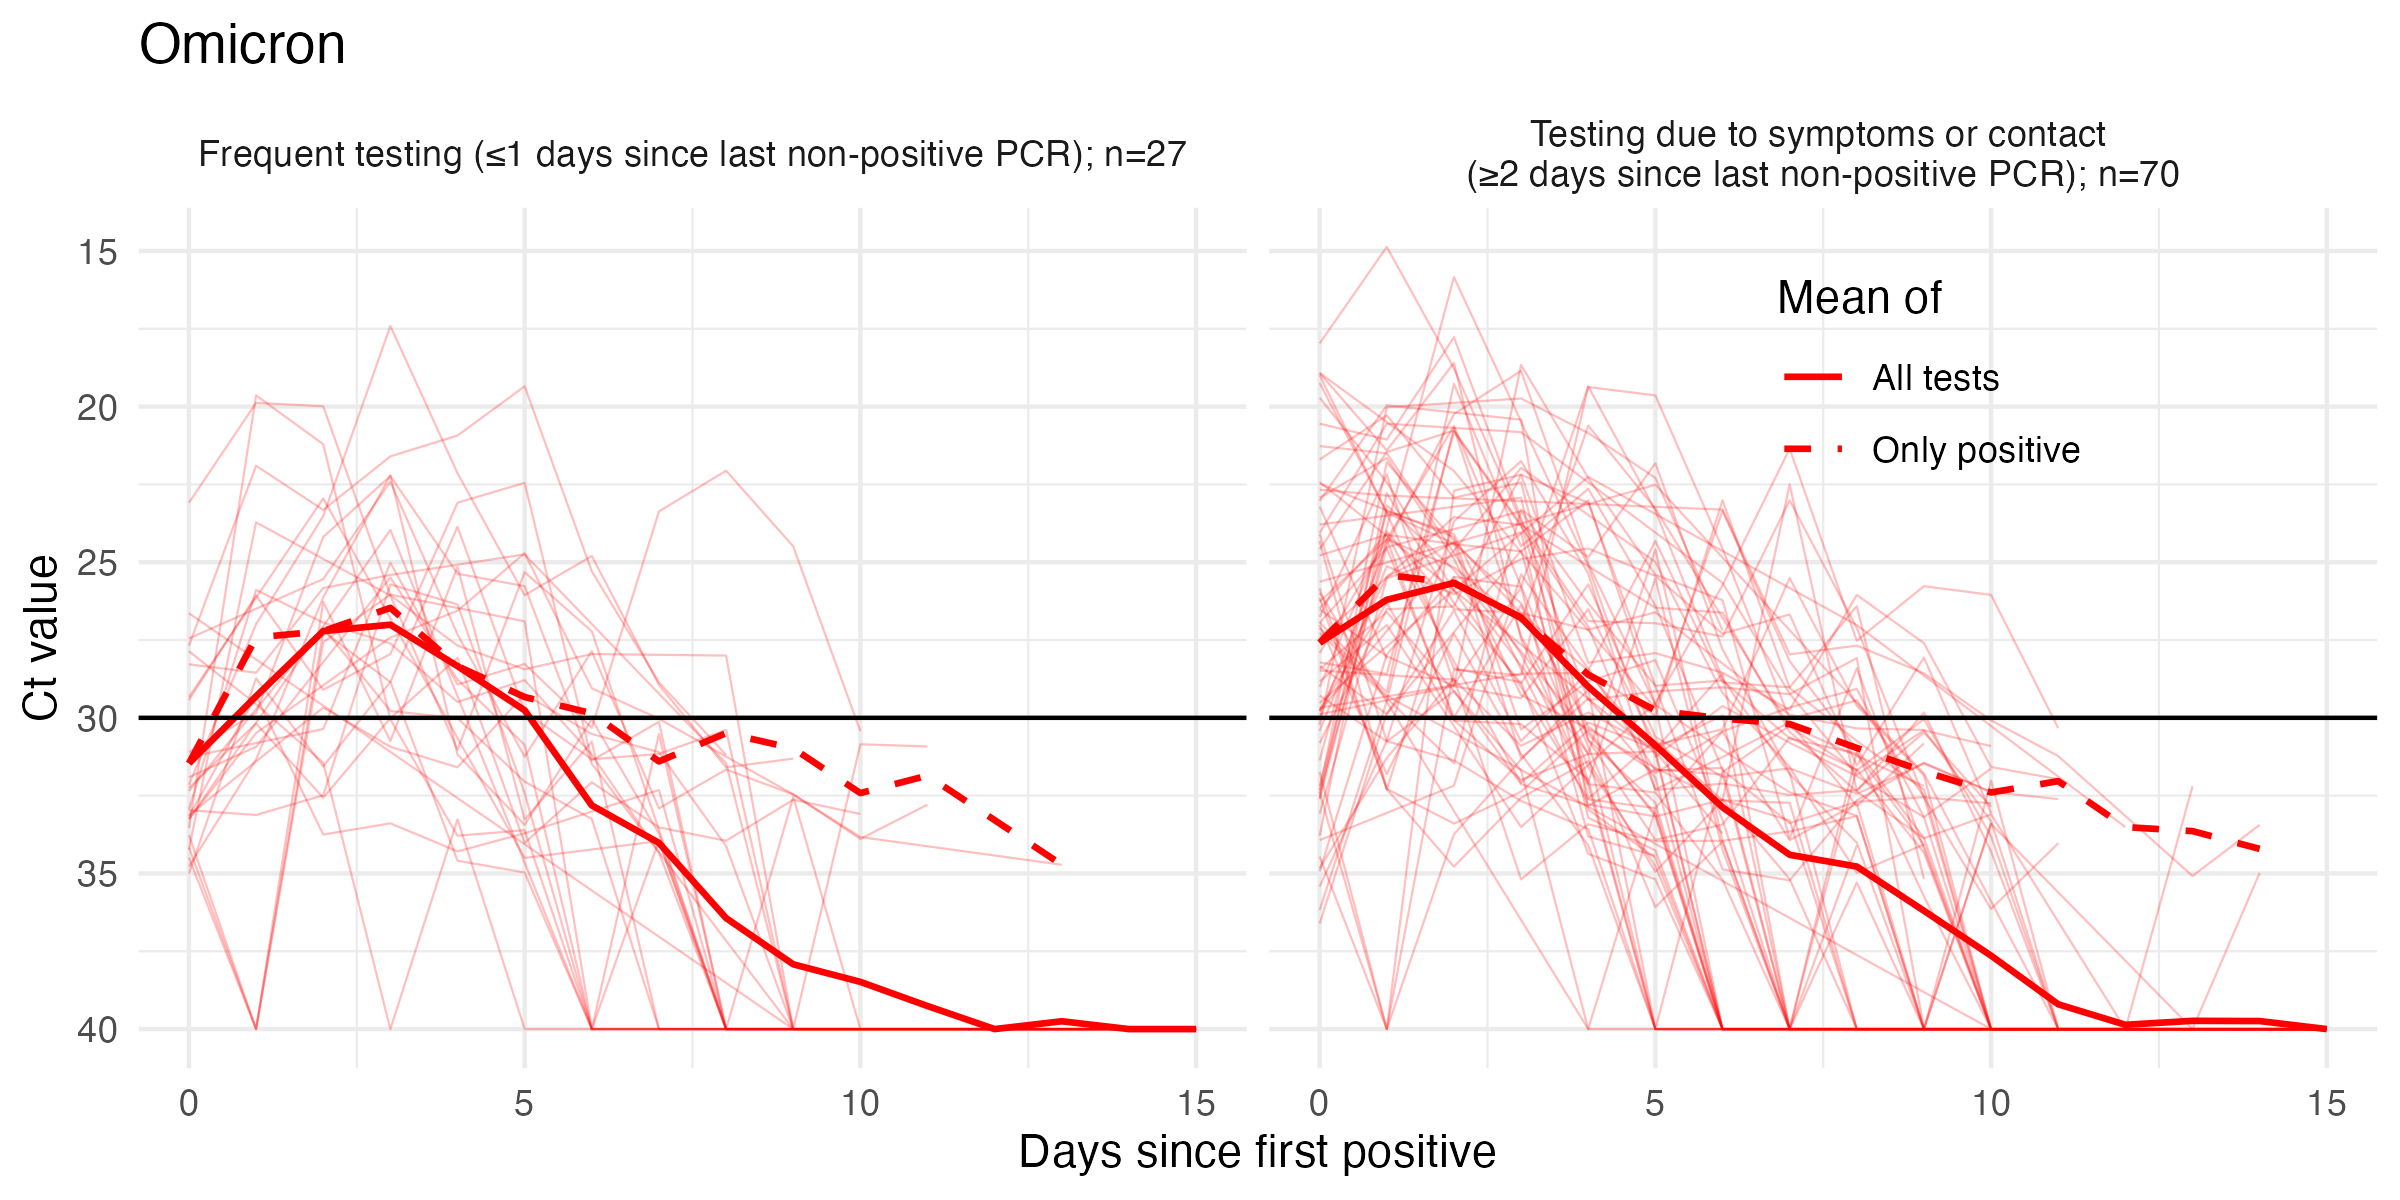 Omicron
Frequent testing (≤1 days since last non-positive PCR); n=27
Testing due to symptoms or contact
(≥2 days since last non-positive PCR); n=70
Mean of
All tests
Only positive
Ct value
15
20
25
30
35
40
0
5
10
15
0
5
10
15
Days since first positive